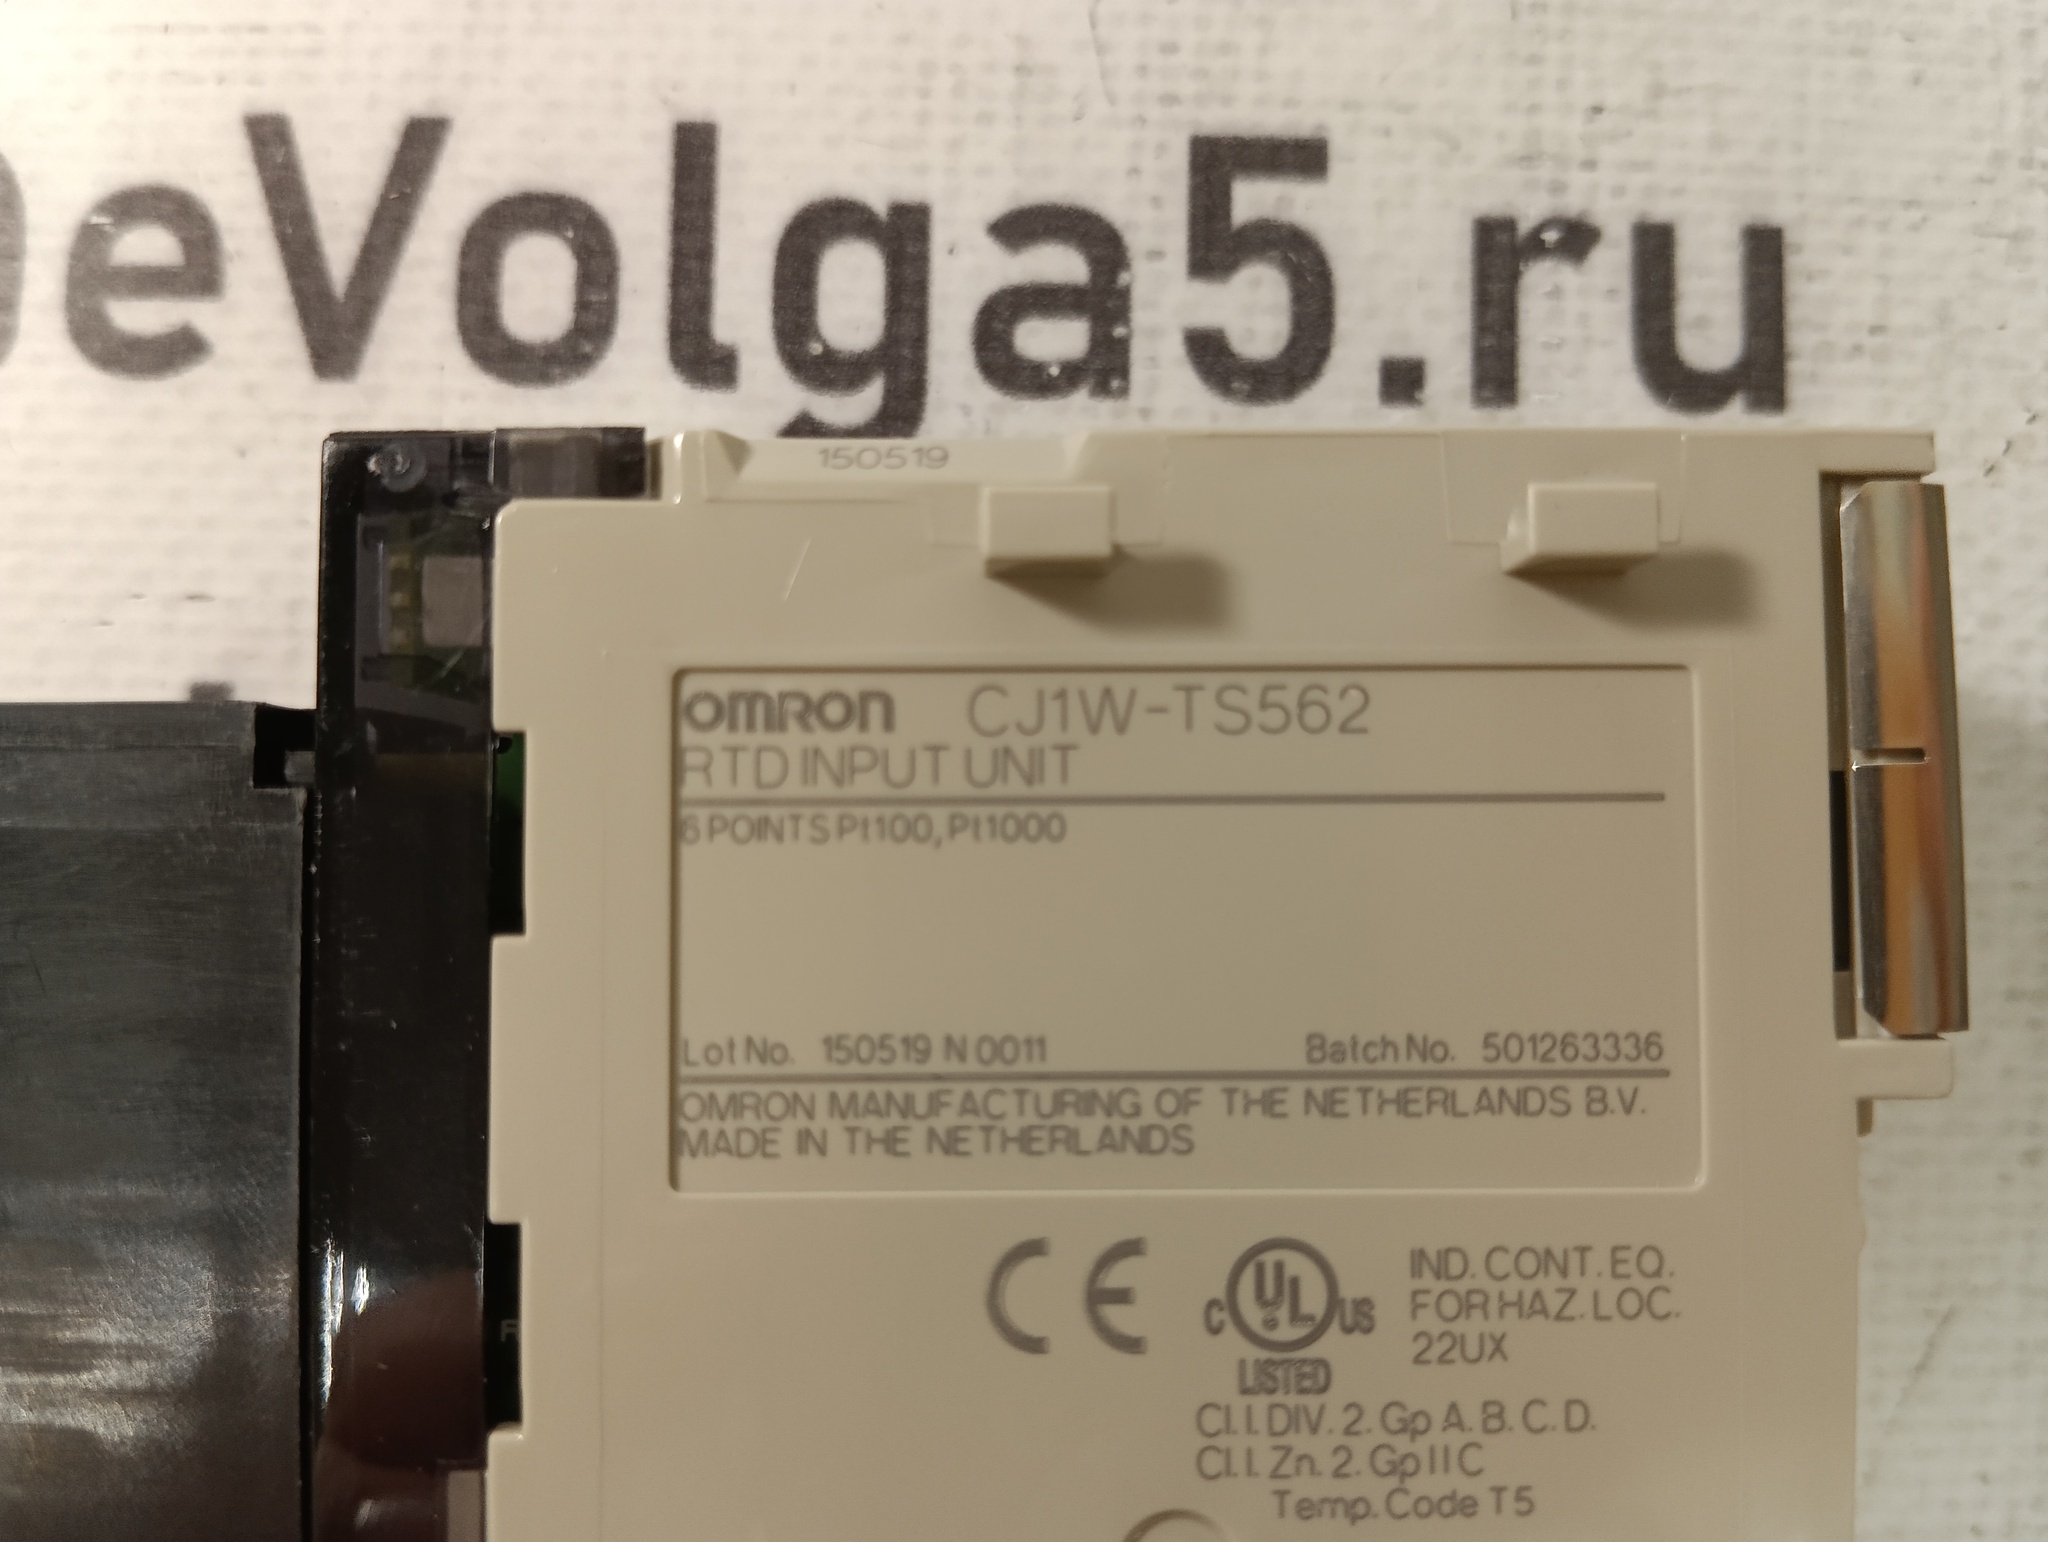 DeVolga5.ru
150519
OMRON CJ1W-TS562
RTD INPUT UNIT
6 POINTS Pt100, Pt1000
Lot No. 150519 N 0011 Batch No. 501263336
OMRON MANUFACTURING OF THE NETHERLANDS B.V.
MADE IN THE NETHERLANDS
CE
C UL US
LISTED
IND. CONT. EQ.
FOR HAZ. LOC.
22UX
Cl. I. DIV. 2. Gp A. B. C. D.
Cl. I. Zn. 2. Gp II C
Temp. Code T5